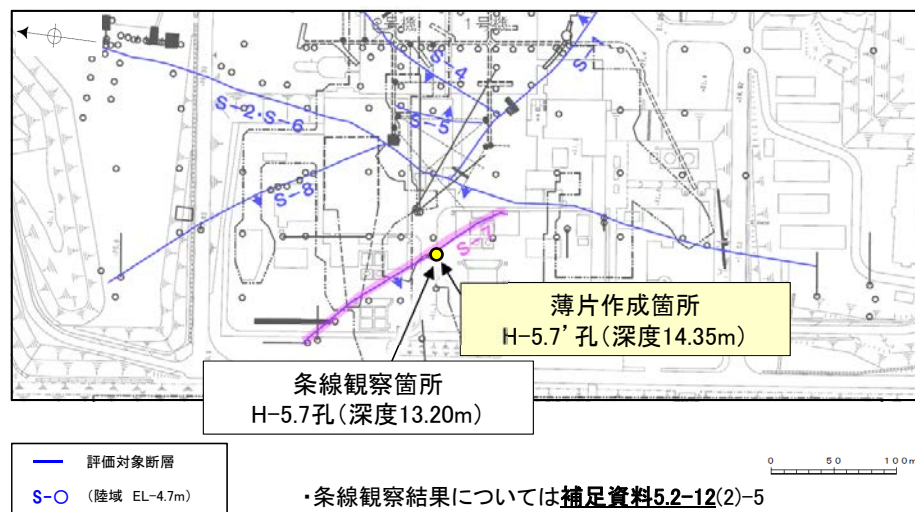 S-1
S-4
S-5
S-2・S-6
S-8
S-7
薄片作成箇所
H-5.7’孔(深度14.35m)
条線観察箇所
H-5.7孔(深度13.20m)
評価対象断層
S-○ (陸域 EL-4.7m)
0 50 100m
・条線観察結果については補足資料5.2-12(2)-5